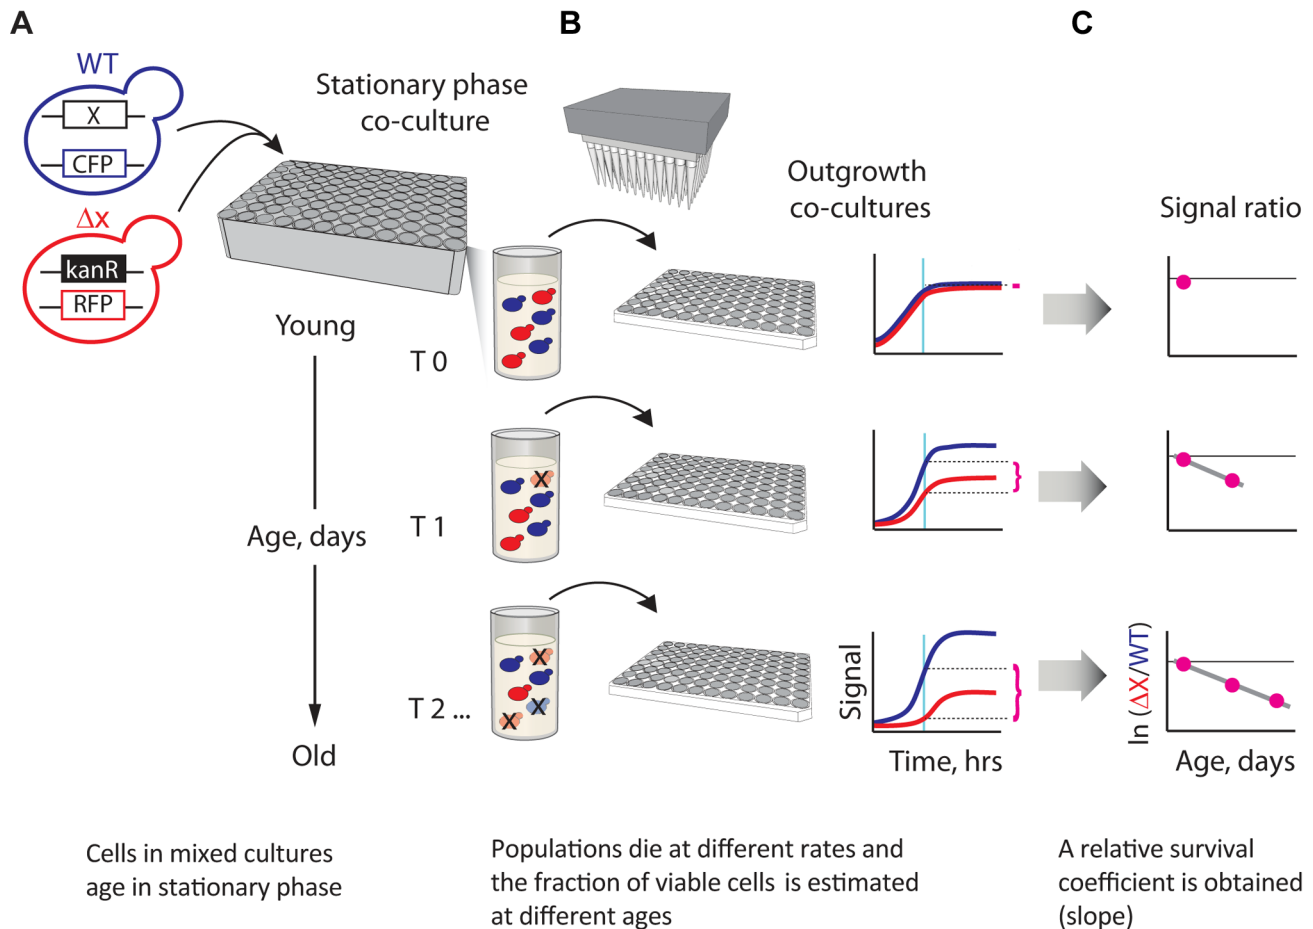 A
B
C
WT
X
CFP
Δx
kanR
RFP
Stationary phase
co-culture
Outgrowth
co-cultures
Signal ratio
Young
Age, days
Old
T 0
T 1
T 2 ...
X
X
X
X
Signal
Time, hrs
ln (ΔX/WT)
Age, days
Cells in mixed cultures
age in stationary phase
Populations die at different rates and
the fraction of viable cells is estimated
at different ages
A relative survival
coefficient is obtained
(slope)